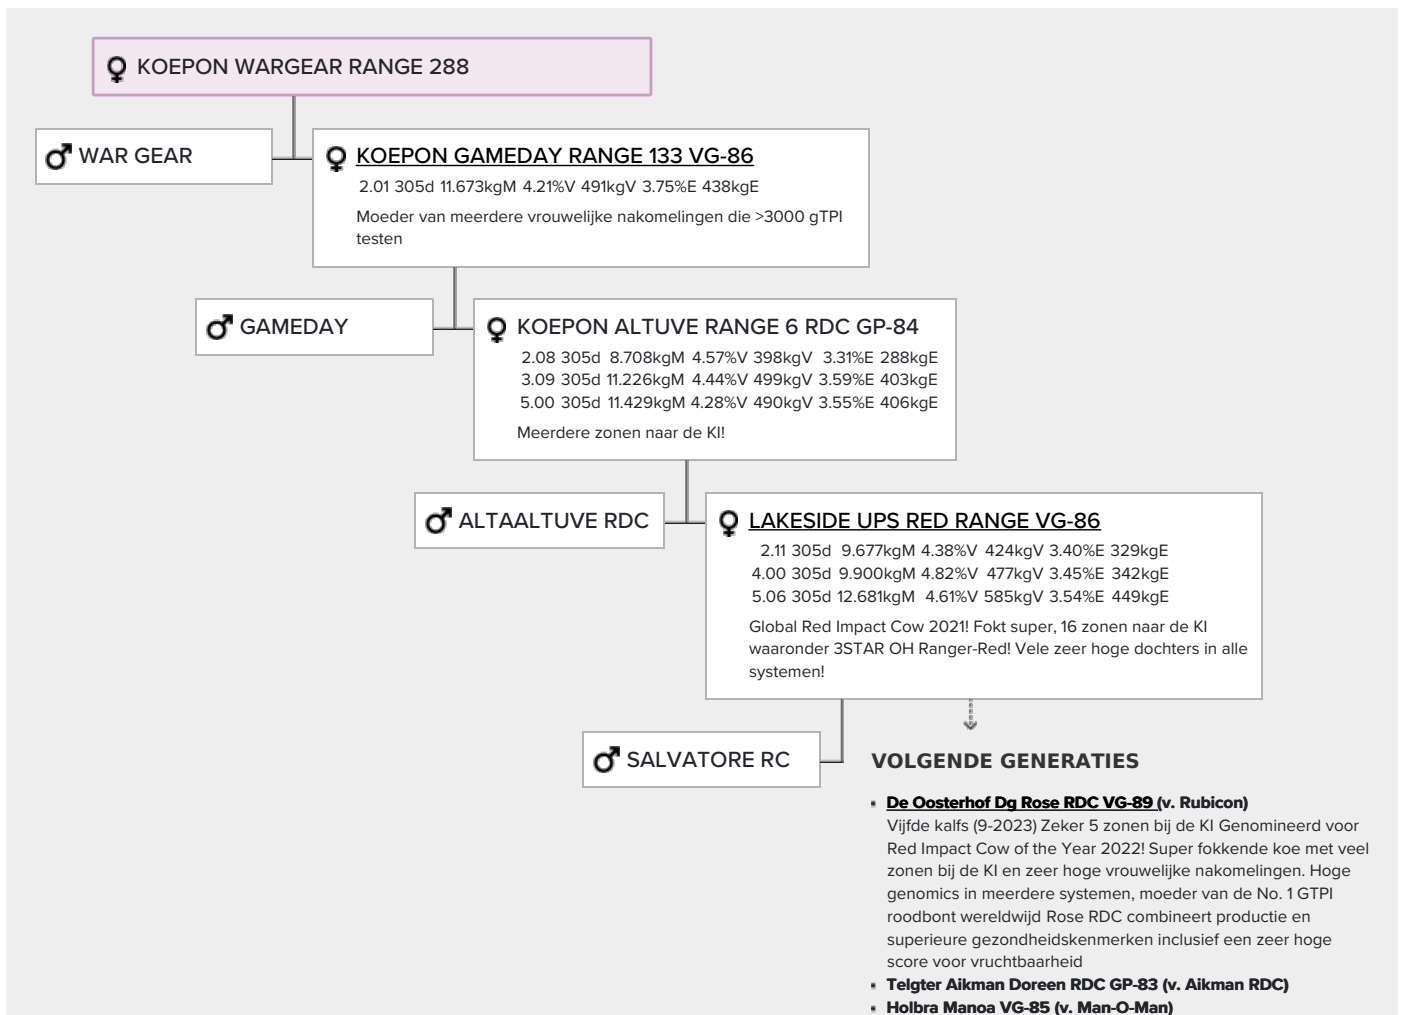 KOEPON WARGEAR RANGE 288
WAR GEAR
KOEPON GAMEDAY RANGE 133 VG-86
2.01 305d 11.673kgM 4.21%V 491kgV 3.75%E 438kgE
Moeder van meerdere vrouwelijke nakomelingen die >3000 gTPI
testen
GAMEDAY
KOEPON ALTUVE RANGE 6 RDC GP-84
2.08 305d 8.708kgM 4.57%V 398kgV 3.31%E 288kgE
3.09 305d 11.226kgM 4.44%V 499kgV 3.59%E 403kgE
5.00 305d 11.429kgM 4.28%V 490kgV 3.55%E 406kgE
Meerdere zonen naar de KI!
ALTAALTUVE RDC
LAKESIDE UPS RED RANGE VG-86
2.11 305d 9.677kgM 4.38%V 424kgV 3.40%E 329kgE
4.00 305d 9.900kgM 4.82%V 477kgV 3.45%E 342kgE
5.06 305d 12.681kgM 4.61%V 585kgV 3.54%E 449kgE
Global Red Impact Cow 2021! Fokt super, 16 zonen naar de KI
waaronder 3STAR OH Ranger-Red! Vele zeer hoge dochters in alle
systemen!
SALVATORE RC
VOLGENDE GENERATIES
De Oosterhof Dg Rose RDC VG-89 (v. Rubicon)
Vijfde kalfs (9-2023) Zeker 5 zonen bij de KI Genomineerd voor
Red Impact Cow of the Year 2022! Super fokkende koe met veel
zonen bij de KI en zeer hoge vrouwelijke nakomelingen. Hoge
genomics in meerdere systemen, moeder van de No. 1 GTPI
roodbont wereldwijd Rose RDC combineert productie en
superieure gezondheidskenmerken inclusief een zeer hoge
score voor vruchtbaarheid
Telgter Aikman Doreen RDC GP-83 (v. Aikman RDC)
Holbra Manoa VG-85 (v. Man-O-Man)